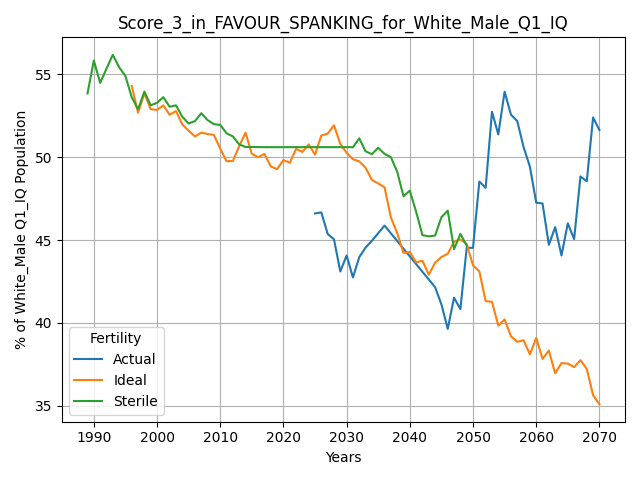 Score_3_in_FAVOUR_SPANKING_for_White_Male_Q1_IQ
% of White_Male Q1_IQ Population
55
50
45
40
35
Fertility
Actual
Ideal
Sterile
1990 2000 2010 2020 2030 2040 2050 2060 2070
Years